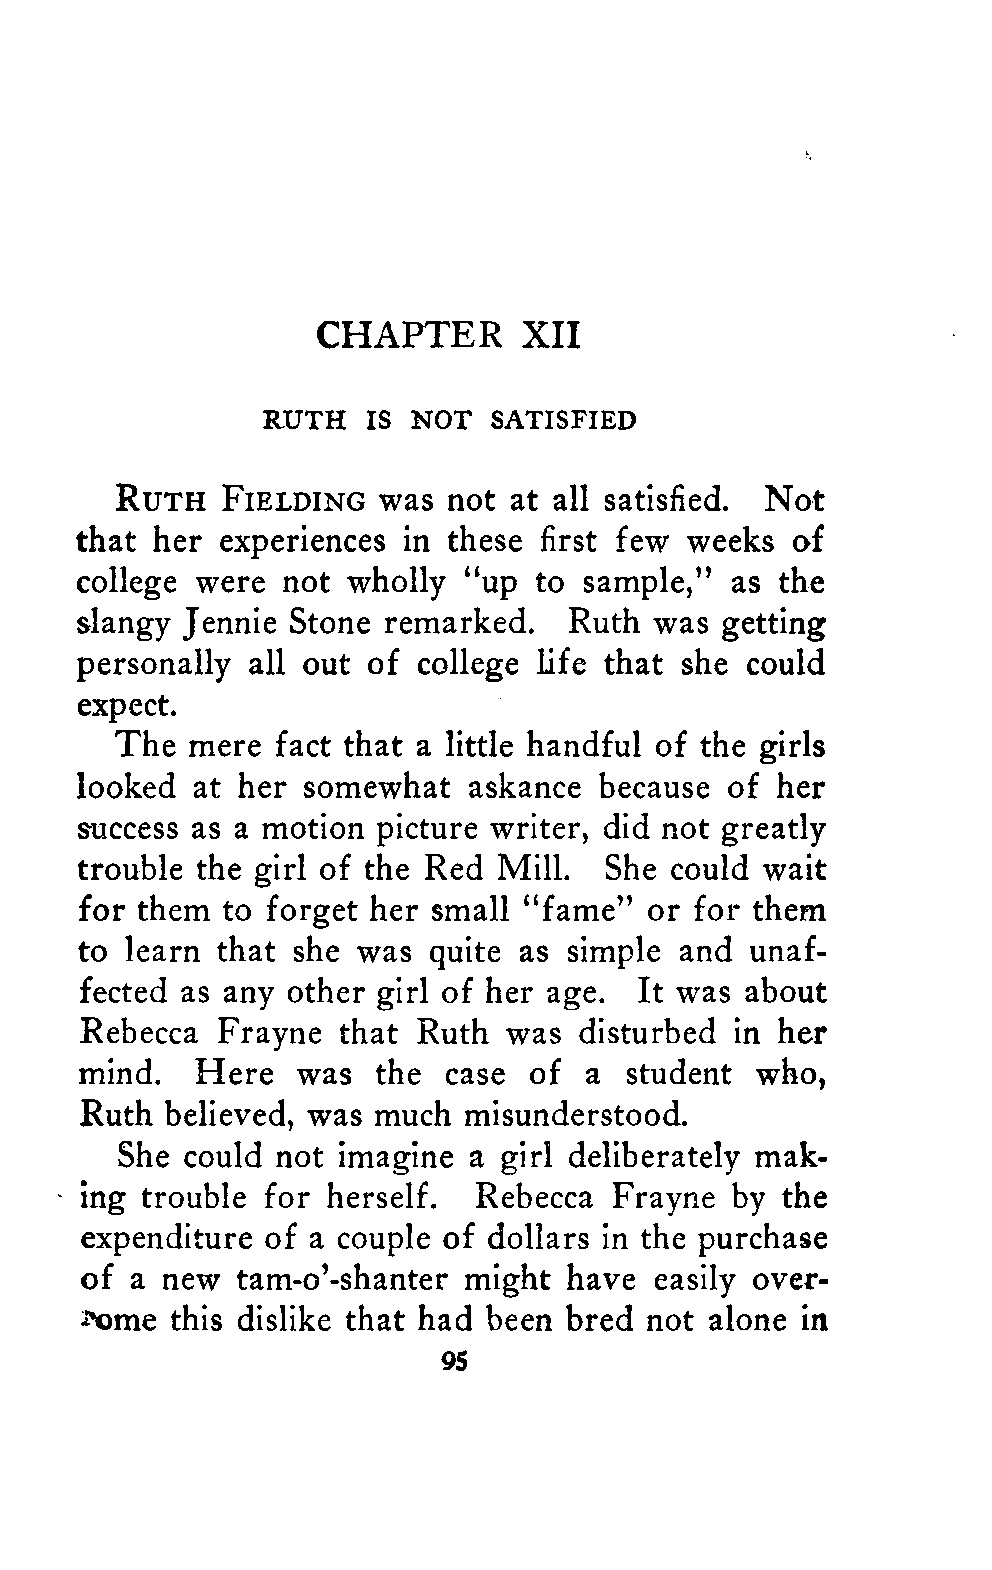 CHAPTER XII
RUTH IS NOT SATISFIED
RUTH FIELDING was not at all satisfied. Not
that her experiences in these first few weeks of
college were not wholly "up to sample," as the
slangy Jennie Stone remarked. Ruth was getting
personally all out of college life that she could
expect.
The mere fact that a little handful of the girls
looked at her somewhat askance because of her
success as a motion picture writer, did not greatly
trouble the girl of the Red Mill. She could wait
for them to forget her small "fame" or for them
to learn that she was quite as simple and unaf-
fected as any other girl of her age. It was about
Rebecca Frayne that Ruth was disturbed in her
mind. Here was the case of a student who,
Ruth believed, was much misunderstood.
She could not imagine a girl deliberately mak-
ing trouble for herself. Rebecca Frayne by the
expenditure of a couple of dollars in the purchase
of a new tam-o'-shanter might have easily over-
come this dislike that had been bred not alone in
95